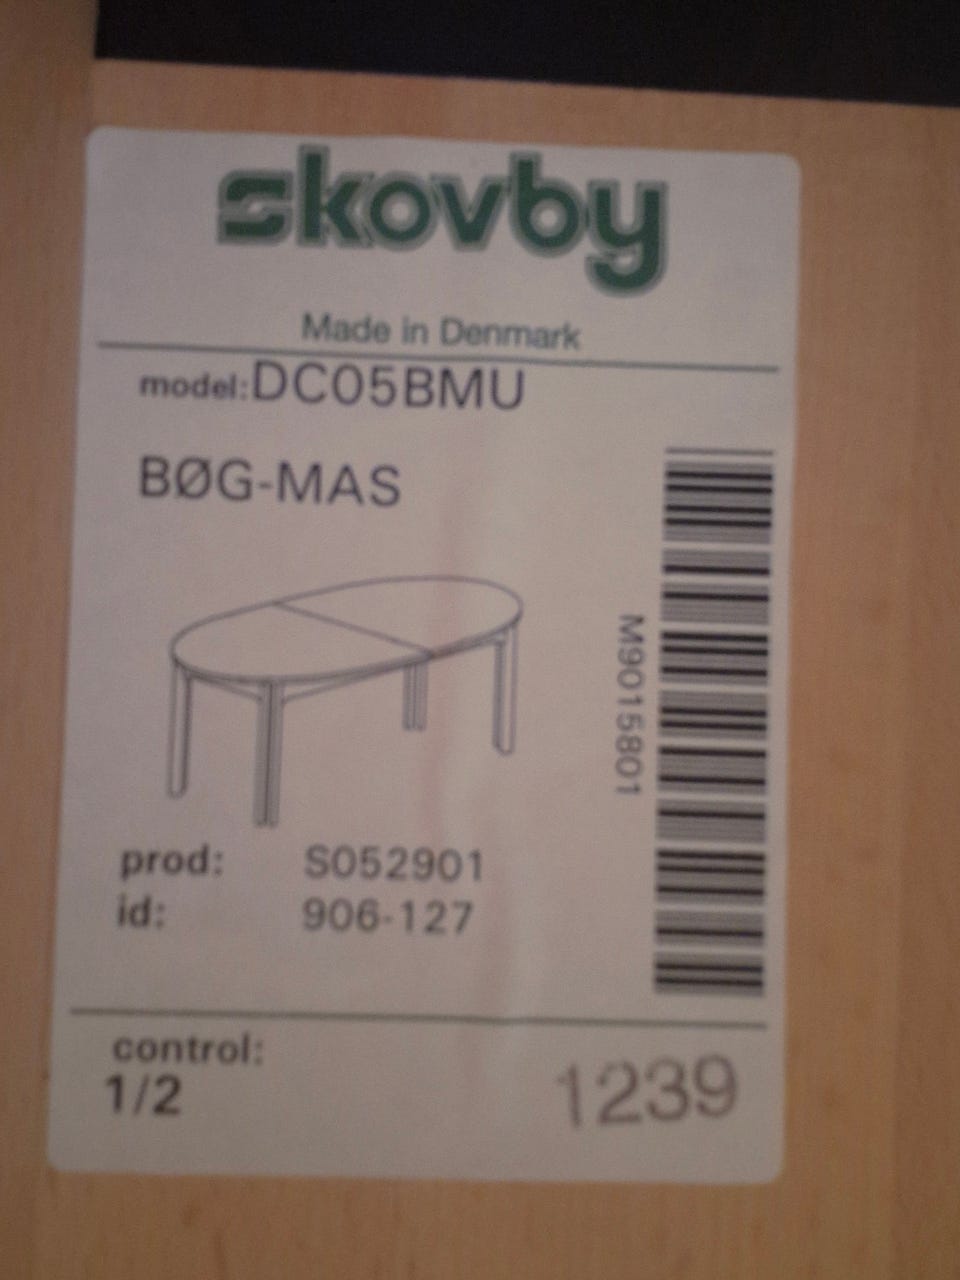 skovby
Made in Denmark
model:DC05BMU
BØG-MAS
M9015801
prod: S052901
id: 906-127
control:
1/2
1239